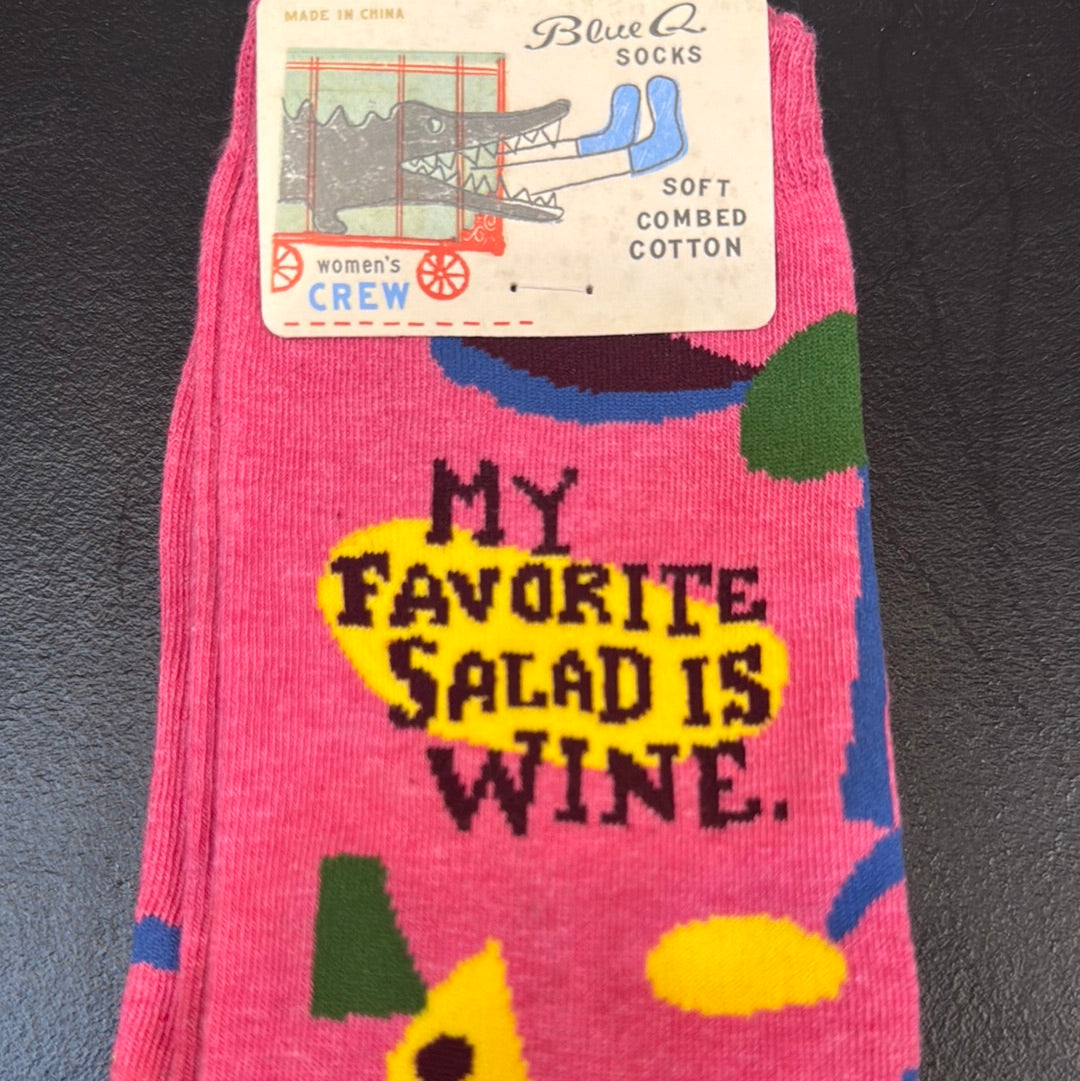 MADE IN CHINA
Blue Q
SOCKS
SOFT
COMBED
COTTON
women's
CREW
MY
FAVORITE
SALAD IS
WINE.